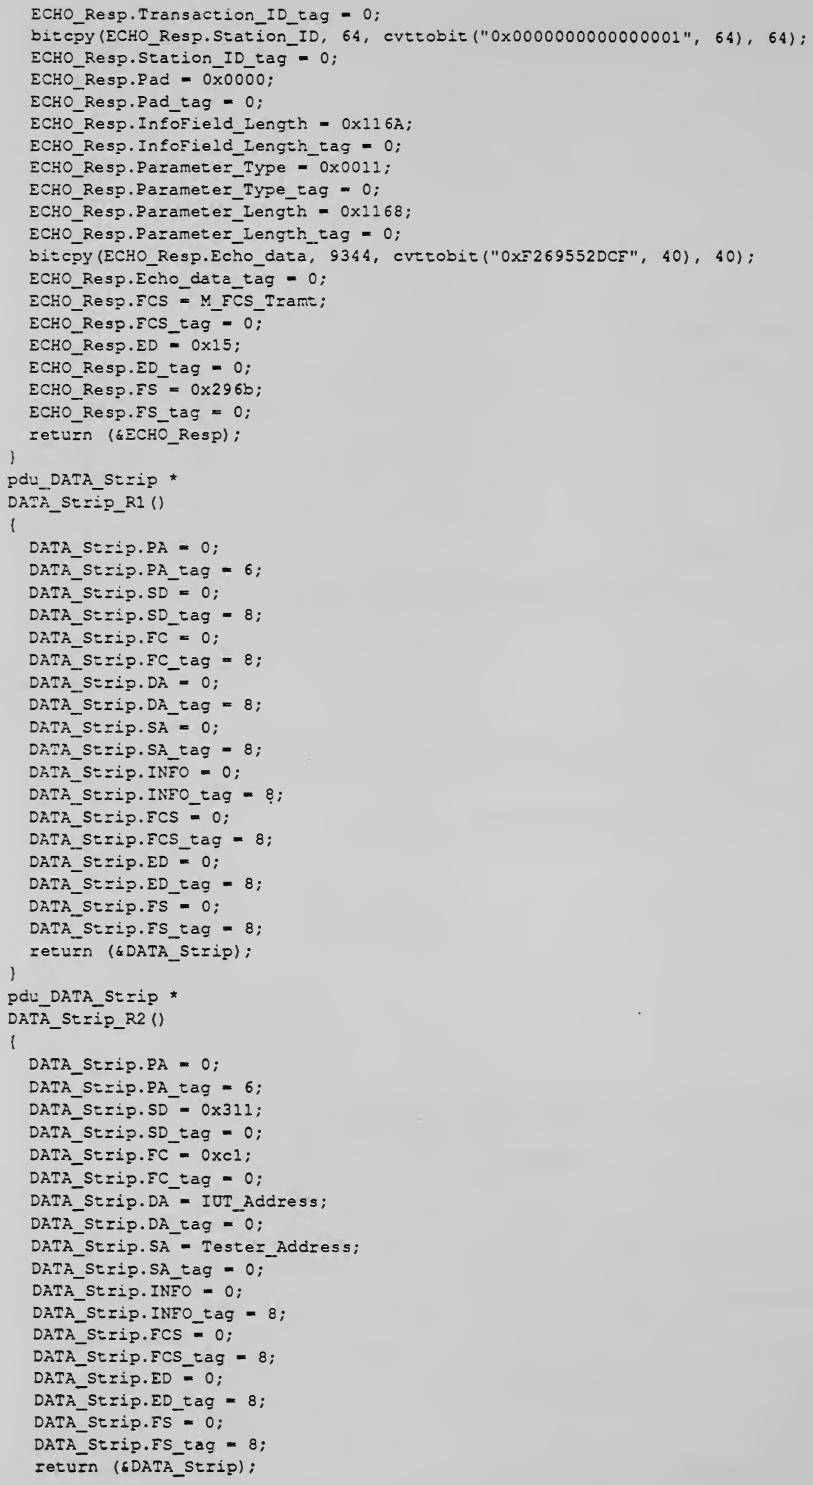 ECHO_Resp.Transaction_ID_tag = 0;
bitcpy(ECHO_Resp.Station_ID, 64, cvttobit("0x0000000000000001", 64), 64);
ECHO_Resp.Station_ID_tag = 0;
ECHO_Resp.Pad = 0x0000;
ECHO_Resp.Pad_tag = 0;
ECHO_Resp.InfoField_Length = 0x116A;
ECHO_Resp.InfoField_Length_tag = 0;
ECHO_Resp.Parameter_Type = 0x0011;
ECHO_Resp.Parameter_Type_tag = 0;
ECHO_Resp.Parameter_Length = 0x1168;
ECHO_Resp.Parameter_Length_tag = 0;
bitcpy(ECHO_Resp.Echo_data, 9344, cvttobit("0xF269552DCF", 40), 40);
ECHO_Resp.Echo_data_tag = 0;
ECHO_Resp.FCS = M_FCS_Tramt;
ECHO_Resp.FCS_tag = 0;
ECHO_Resp.ED = 0x15;
ECHO_Resp.ED_tag = 0;
ECHO_Resp.FS = 0x296b;
ECHO_Resp.FS_tag = 0;
return (&ECHO_Resp);
}
pdu_DATA_Strip *
DATA_Strip_R1()
{
DATA_Strip.PA = 0;
DATA_Strip.PA_tag = 6;
DATA_Strip.SD = 0;
DATA_Strip.SD_tag = 8;
DATA_Strip.FC = 0;
DATA_Strip.FC_tag = 8;
DATA_Strip.DA = 0;
DATA_Strip.DA_tag = 8;
DATA_Strip.SA = 0;
DATA_Strip.SA_tag = 8;
DATA_Strip.INFO = 0;
DATA_Strip.INFO_tag = 8;
DATA_Strip.FCS = 0;
DATA_Strip.FCS_tag = 8;
DATA_Strip.ED = 0;
DATA_Strip.ED_tag = 8;
DATA_Strip.FS = 0;
DATA_Strip.FS_tag = 8;
return (&DATA_Strip);
}
pdu_DATA_Strip *
DATA_Strip_R2()
{
DATA_Strip.PA = 0;
DATA_Strip.PA_tag = 6;
DATA_Strip.SD = 0x311;
DATA_Strip.SD_tag = 0;
DATA_Strip.FC = 0xc1;
DATA_Strip.FC_tag = 0;
DATA_Strip.DA = IUT_Address;
DATA_Strip.DA_tag = 0;
DATA_Strip.SA = Tester_Address;
DATA_Strip.SA_tag = 0;
DATA_Strip.INFO = 0;
DATA_Strip.INFO_tag = 8;
DATA_Strip.FCS = 0;
DATA_Strip.FCS_tag = 8;
DATA_Strip.ED = 0;
DATA_Strip.ED_tag = 8;
DATA_Strip.FS = 0;
DATA_Strip.FS_tag = 8;
return (&DATA_Strip);